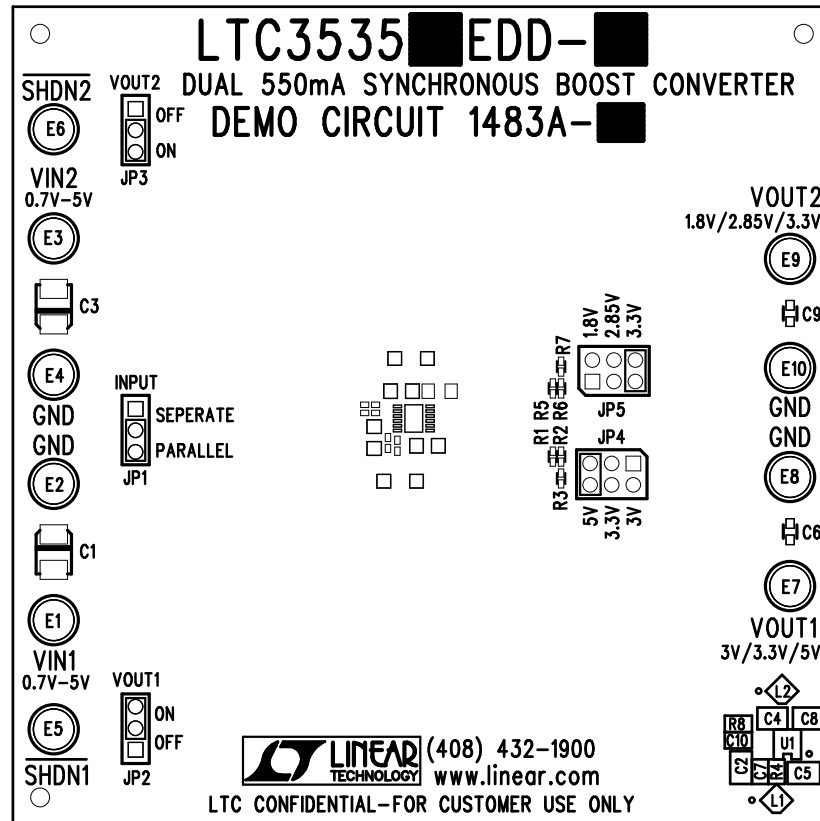 LTC3535 EDD-
DUAL 550mA SYNCHRONOUS BOOST CONVERTER
DEMO CIRCUIT 1483A-
SHDN2
E6
VOUT2
OFF
ON
JP3
VIN2
0.7V-5V
E3
C3
E4
GND
GND
E2
C1
E1
VIN1
0.7V-5V
E5
SHDN1
INPUT
SEPERATE
PARALLEL
JP1
VOUT1
ON
OFF
JP2
R7
1.8V
2.85V
3.3V
R5
R6
JP5
R1
R2
JP4
R3
5V
3.3V
3V
VOUT2
1.8V/2.85V/3.3V
E9
C9
E10
GND
GND
E8
C6
E7
VOUT1
3V/3.3V/5V
L2
R8
C4
C8
C10
U1
C2
C7
R4
C5
L1
LT LINEAR TECHNOLOGY
(408) 432-1900
www.linear.com
LTC CONFIDENTIAL-FOR CUSTOMER USE ONLY